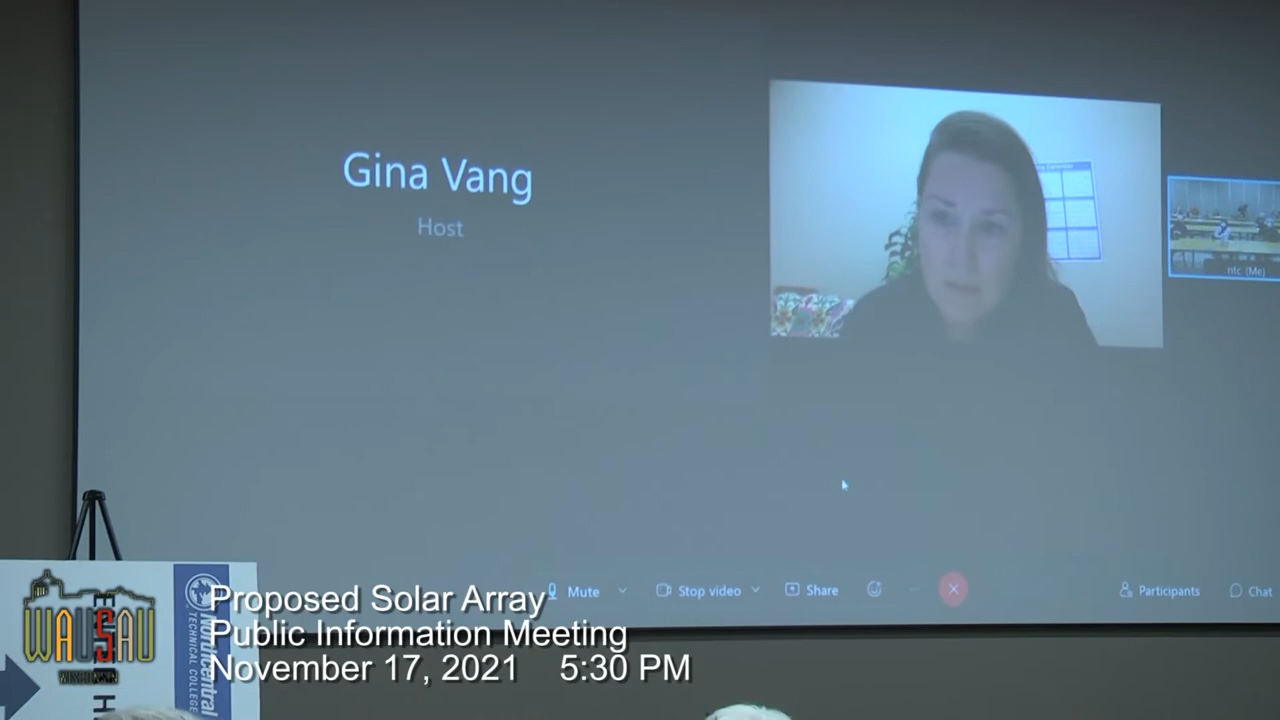 Gina Vang
Host
ntc (Me)
Mute
Stop video
Share
Participants
Chat
Proposed Solar Array
Public Information Meeting
November 17, 2021 5:30 PM
WAUSAU
WISCONSIN
Northcentral
TECHNICAL COLLEGE